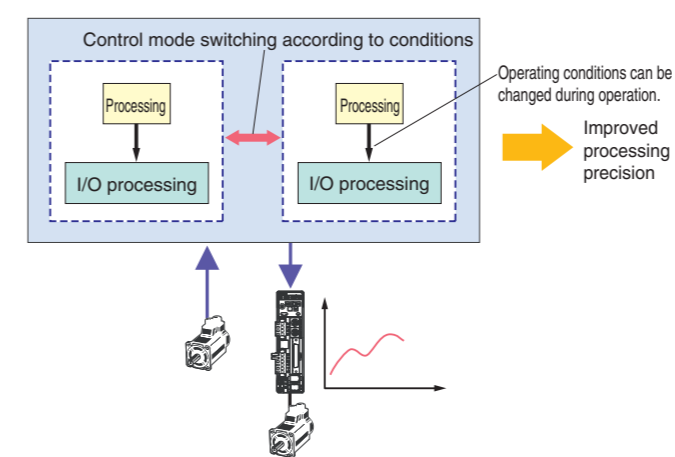 Control mode switching according to conditions
Processing
I/O processing
Processing
I/O processing
Operating conditions can be
changed during operation.
Improved
processing
precision